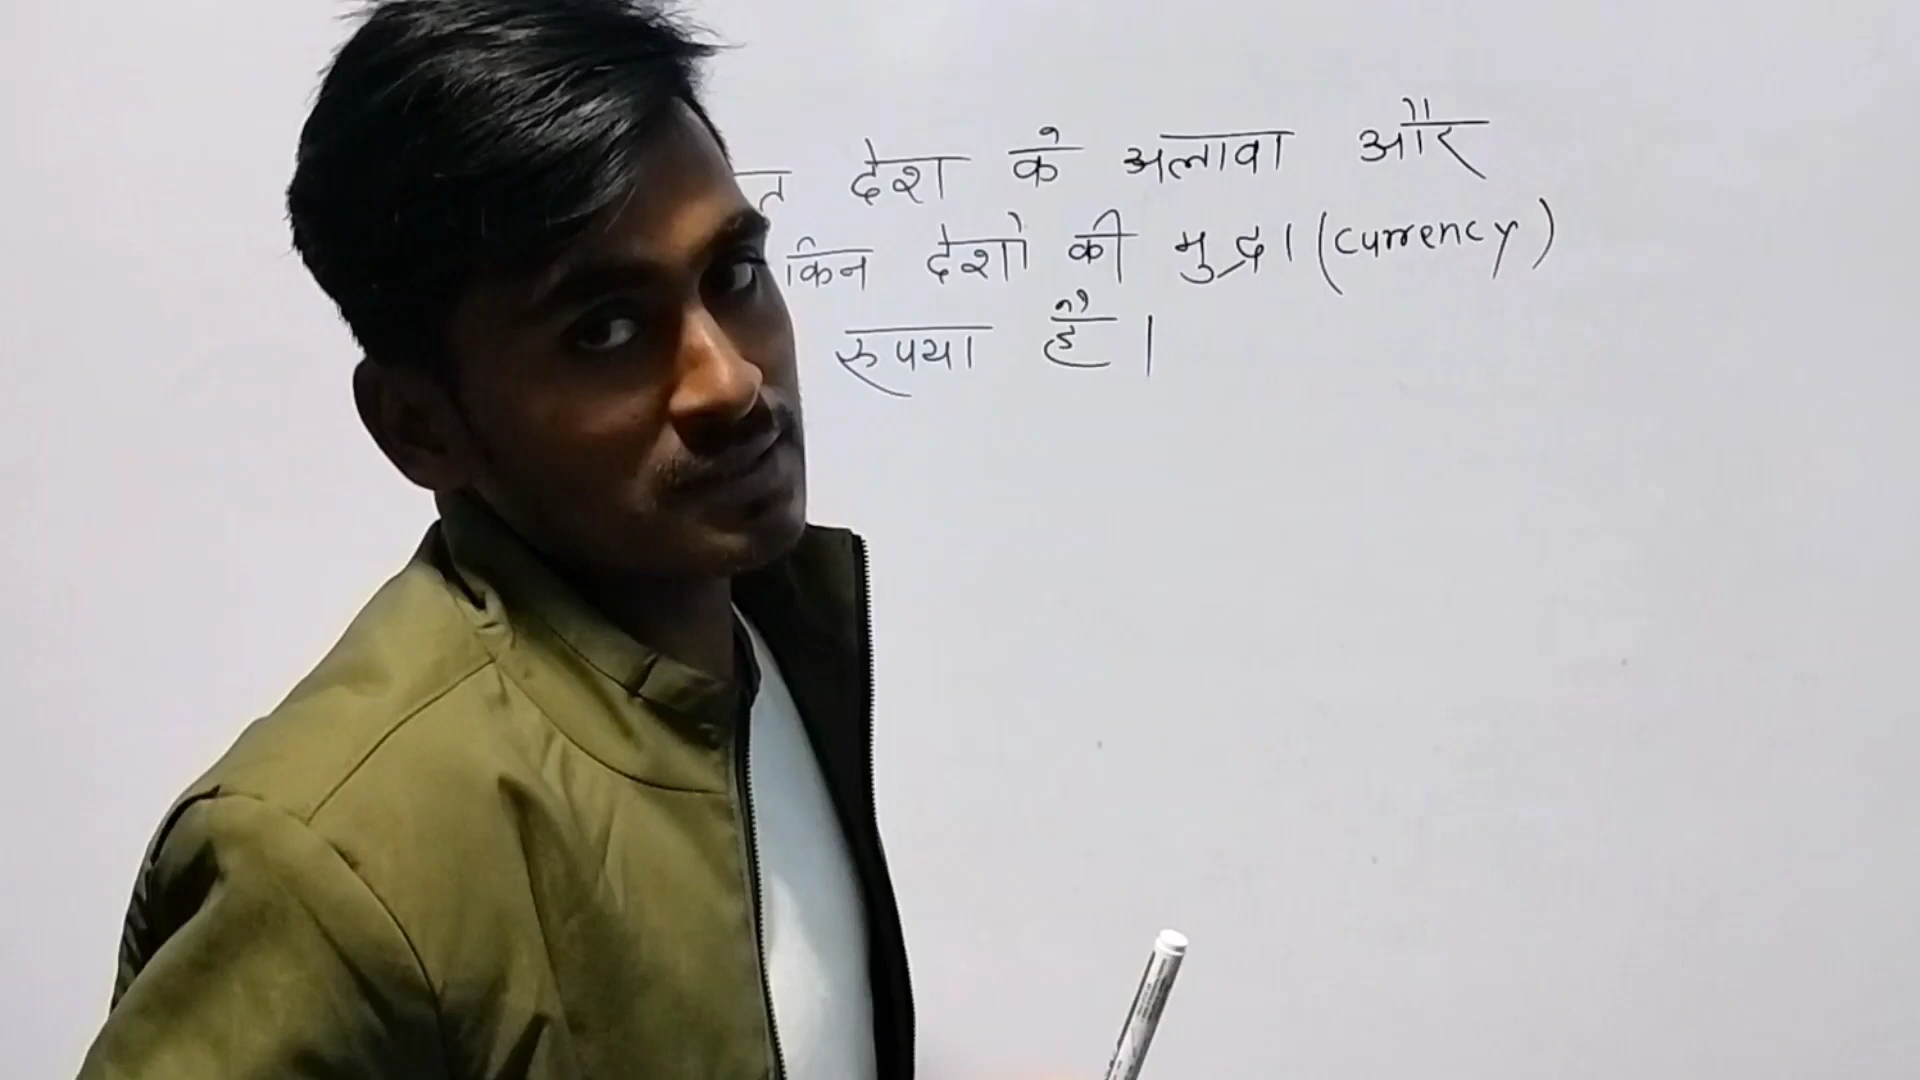 देश के अलावा और
किन देशो की मुद्रा (currency)
रुपया हैं।